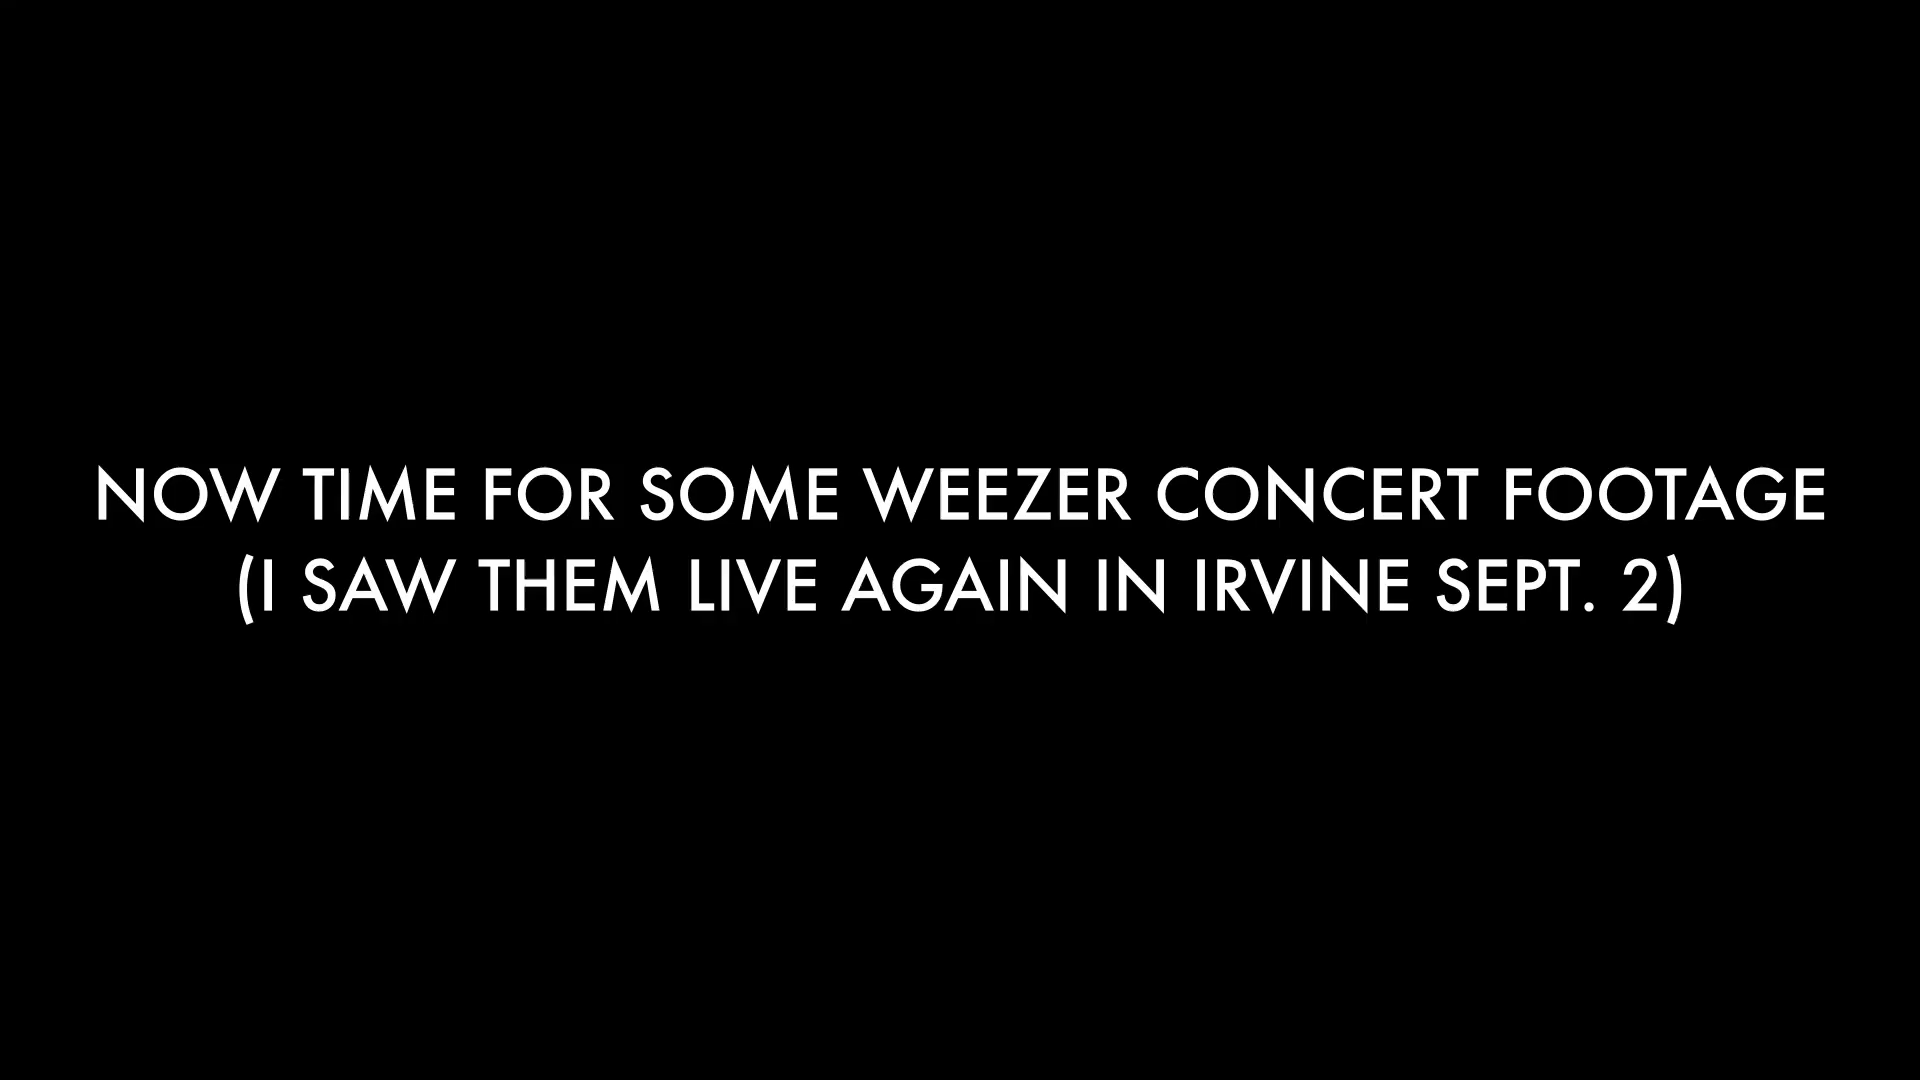 NOW TIME FOR SOME WEEZER CONCERT FOOTAGE
(I SAW THEM LIVE AGAIN IN IRVINE SEPT. 2)